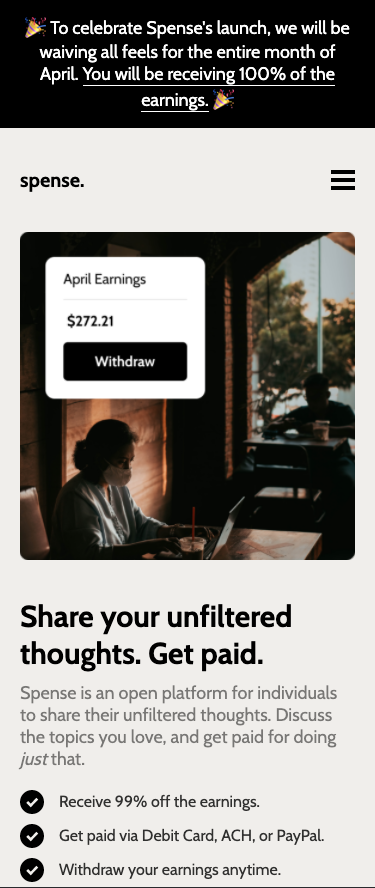 🎉 To celebrate Spense's launch, we will be
waiving all feels for the entire month of
April. You will be receiving 100% of the
earnings. 🎉
spense.
April Earnings
$272.21
Withdraw
Share your unfiltered
thoughts. Get paid.
Spense is an open platform for individuals
to share their unfiltered thoughts. Discuss
the topics you love, and get paid for doing
just that.
Receive 99% off the earnings.
Get paid via Debit Card, ACH, or PayPal.
Withdraw your earnings anytime.